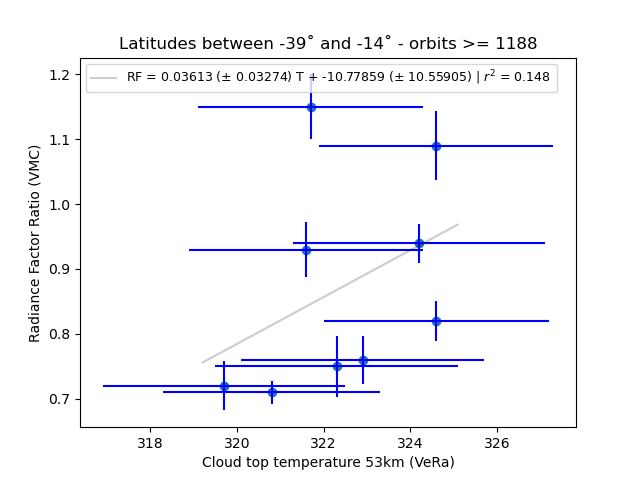 Latitudes between -39˚ and -14˚ - orbits >= 1188
RF = 0.03613 (± 0.03274) T + -10.77859 (± 10.55905) | r² = 0.148
Radiance Factor Ratio (VMC)
1.2
1.1
1.0
0.9
0.8
0.7
318 320 322 324 326
Cloud top temperature 53km (VeRa)